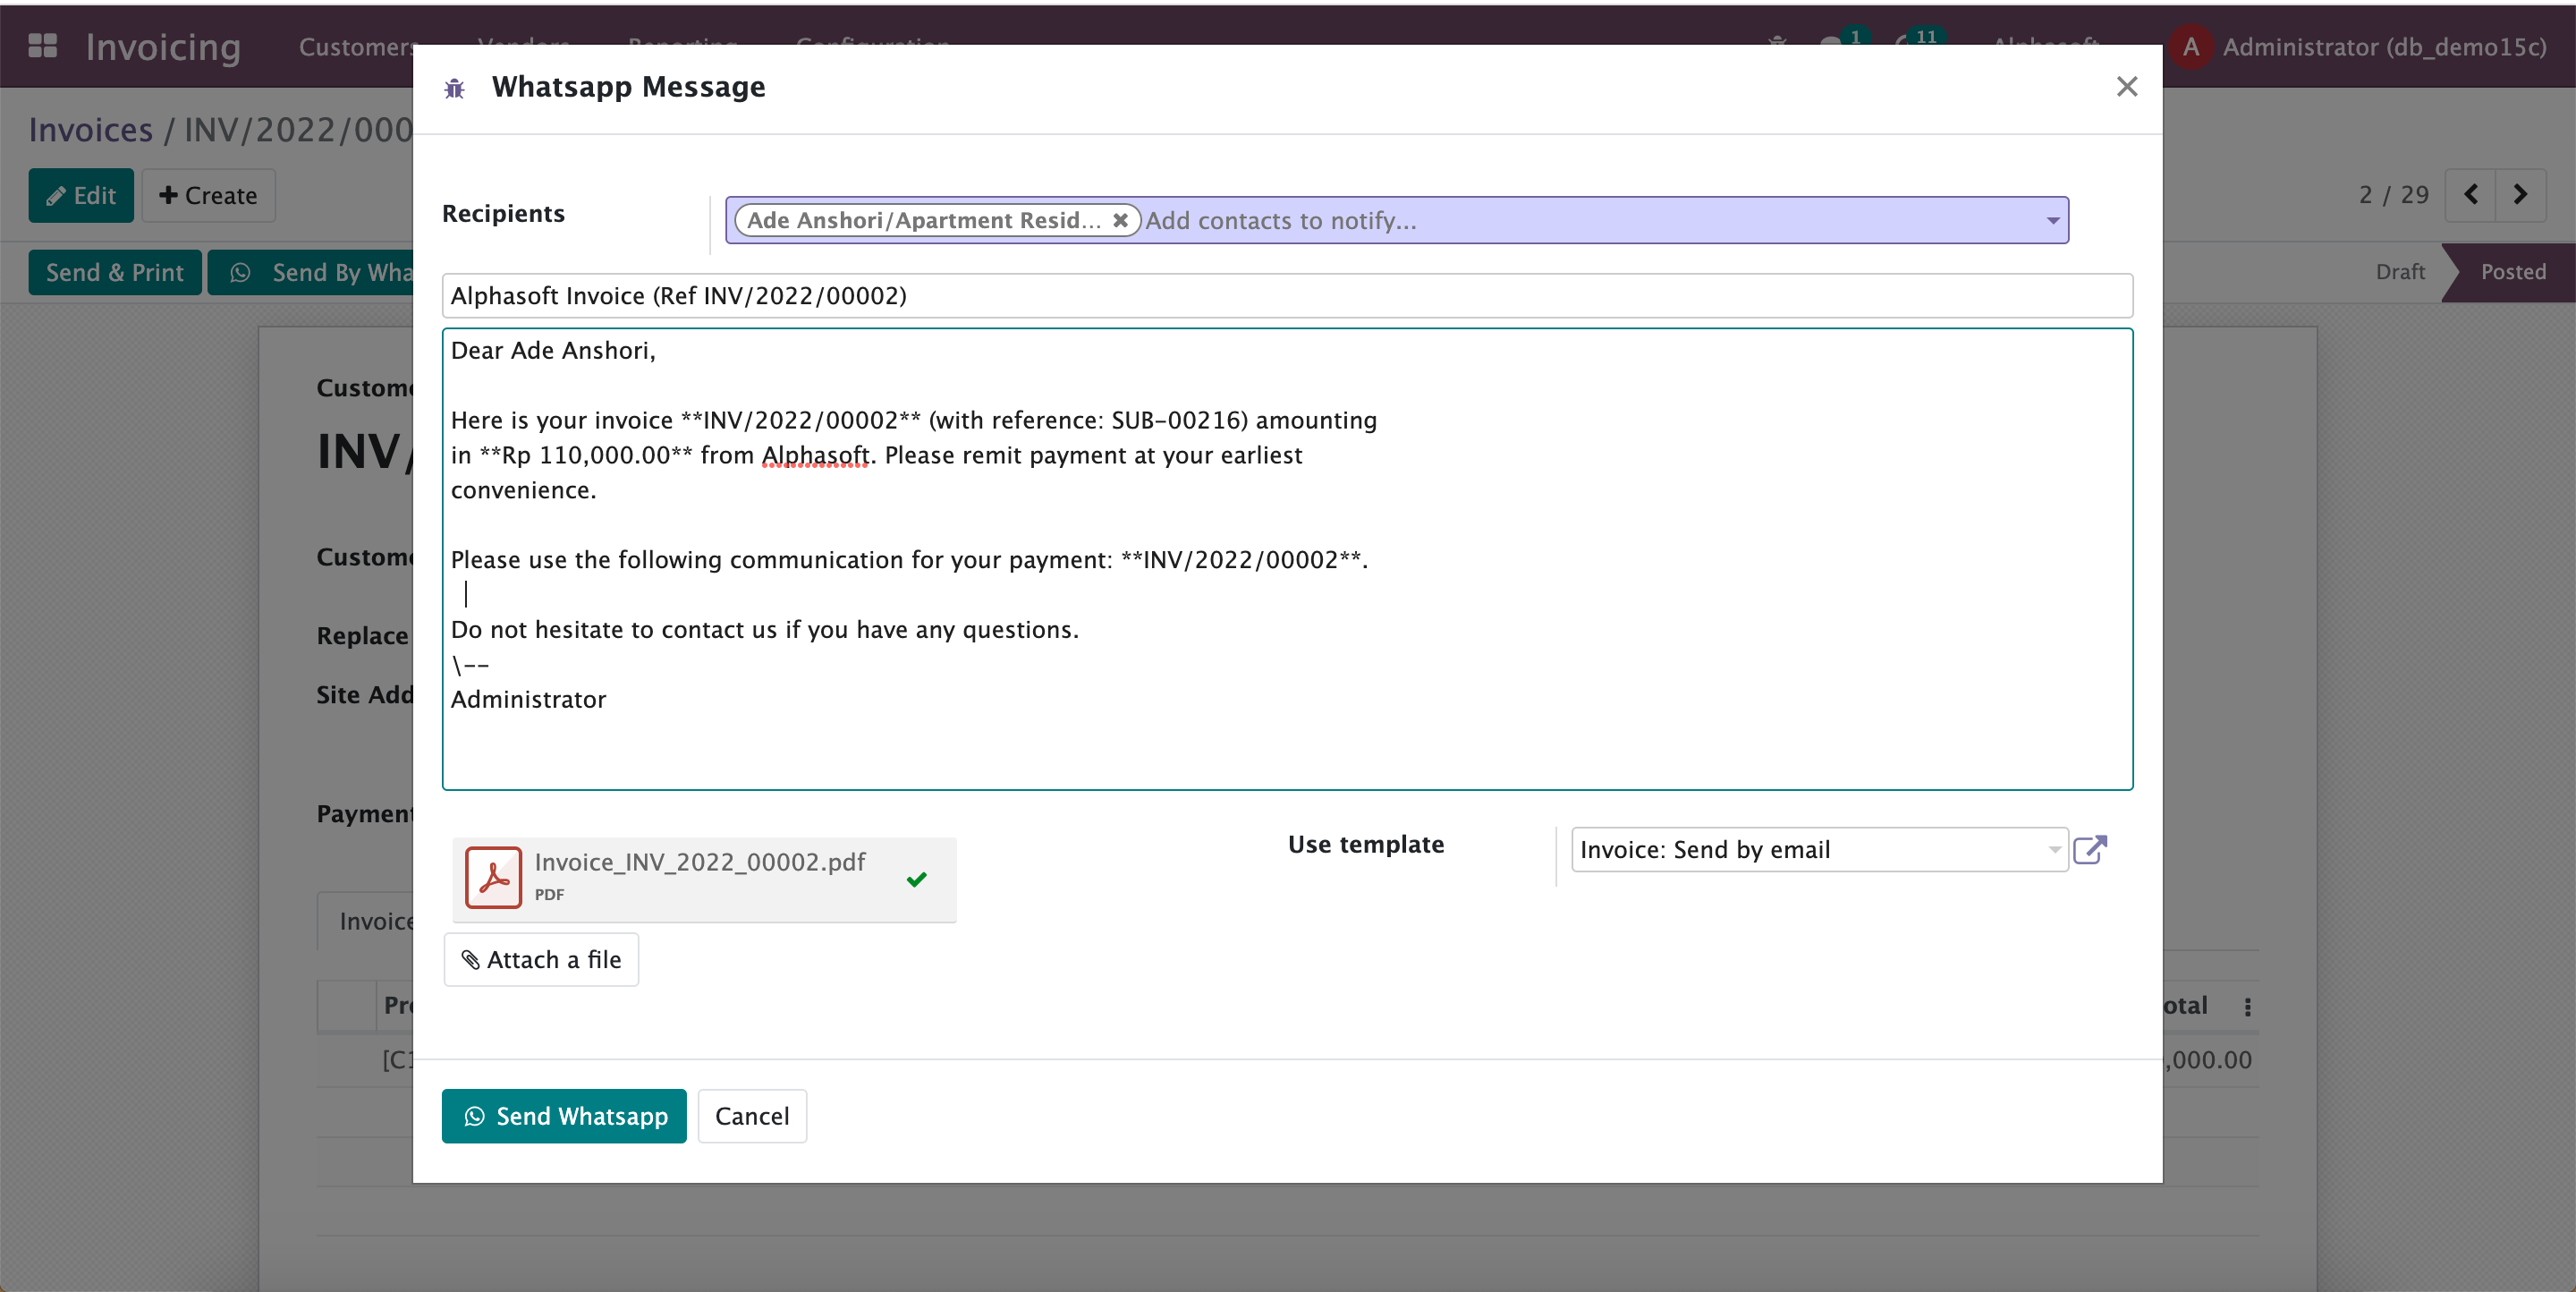 Invoicing
Customers
1
11
A
Administrator (db_demo15c)
Invoices / INV/2022/000
Edit
Create
2 / 29
Send & Print
Send By Wha
Draft
Posted
Custome
INV/
Custome
Replace
Site Add
Payment
Invoice
Pro
otal
[C1
,000.00
Whatsapp Message
Recipients
Ade Anshori/Apartment Resid...
Add contacts to notify...
Alphasoft Invoice (Ref INV/2022/00002)
Dear Ade Anshori,
Here is your invoice **INV/2022/00002** (with reference: SUB-00216) amounting
in **Rp 110,000.00** from Alphasoft. Please remit payment at your earliest
convenience.
Please use the following communication for your payment: **INV/2022/00002**.
Do not hesitate to contact us if you have any questions.
\--
Administrator
Invoice_INV_2022_00002.pdf
PDF
Attach a file
Use template
Invoice: Send by email
Send Whatsapp
Cancel